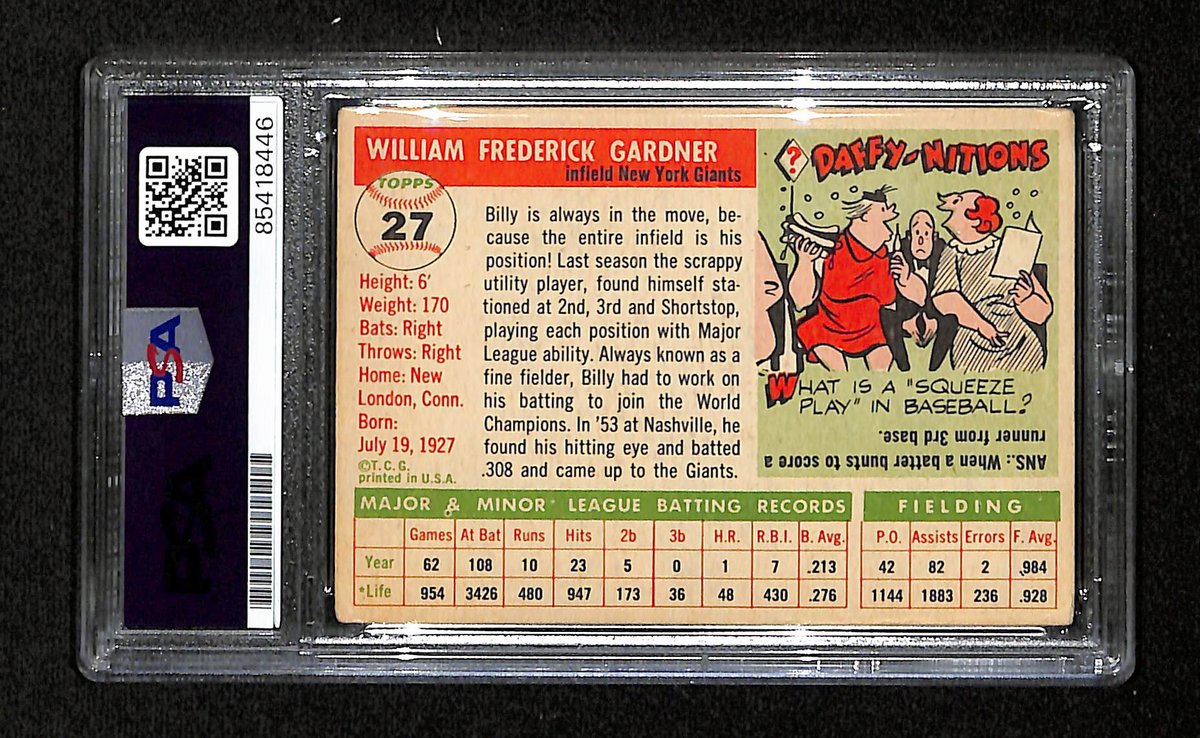 85418446
PSA
PSA
WILLIAM FREDERICK GARDNER
infield New York Giants
TOPPS
27
Height: 6'
Weight: 170
Bats: Right
Throws: Right
Home: New
London, Conn.
Born:
July 19, 1927
©T.C.G.
printed in U.S.A.
Billy is always in the move, be-
cause the entire infield is his
position! Last season the scrappy
utility player, found himself sta-
tioned at 2nd, 3rd and Shortstop,
playing each position with Major
League ability. Always known as a
fine fielder, Billy had to work on
his batting to join the World
Champions. In '53 at Nashville, he
found his hitting eye and batted
.308 and came up to the Giants.
? DAFFY-NITIONS
WHAT IS A "SQUEEZE
PLAY" IN BASEBALL?
ANS.: When a batter bunts to score a
runner from 3rd base.
MAJOR & MINOR* LEAGUE BATTING RECORDS FIELDING
Games At Bat Runs Hits 2b 3b H.R. R.B.I. B. Avg. P.O. Assists Errors F. Avg.
Year 62 108 10 23 5 0 1 7 .213 42 82 2 .984
*Life 954 3426 480 947 173 36 48 430 .276 1144 1883 236 .928